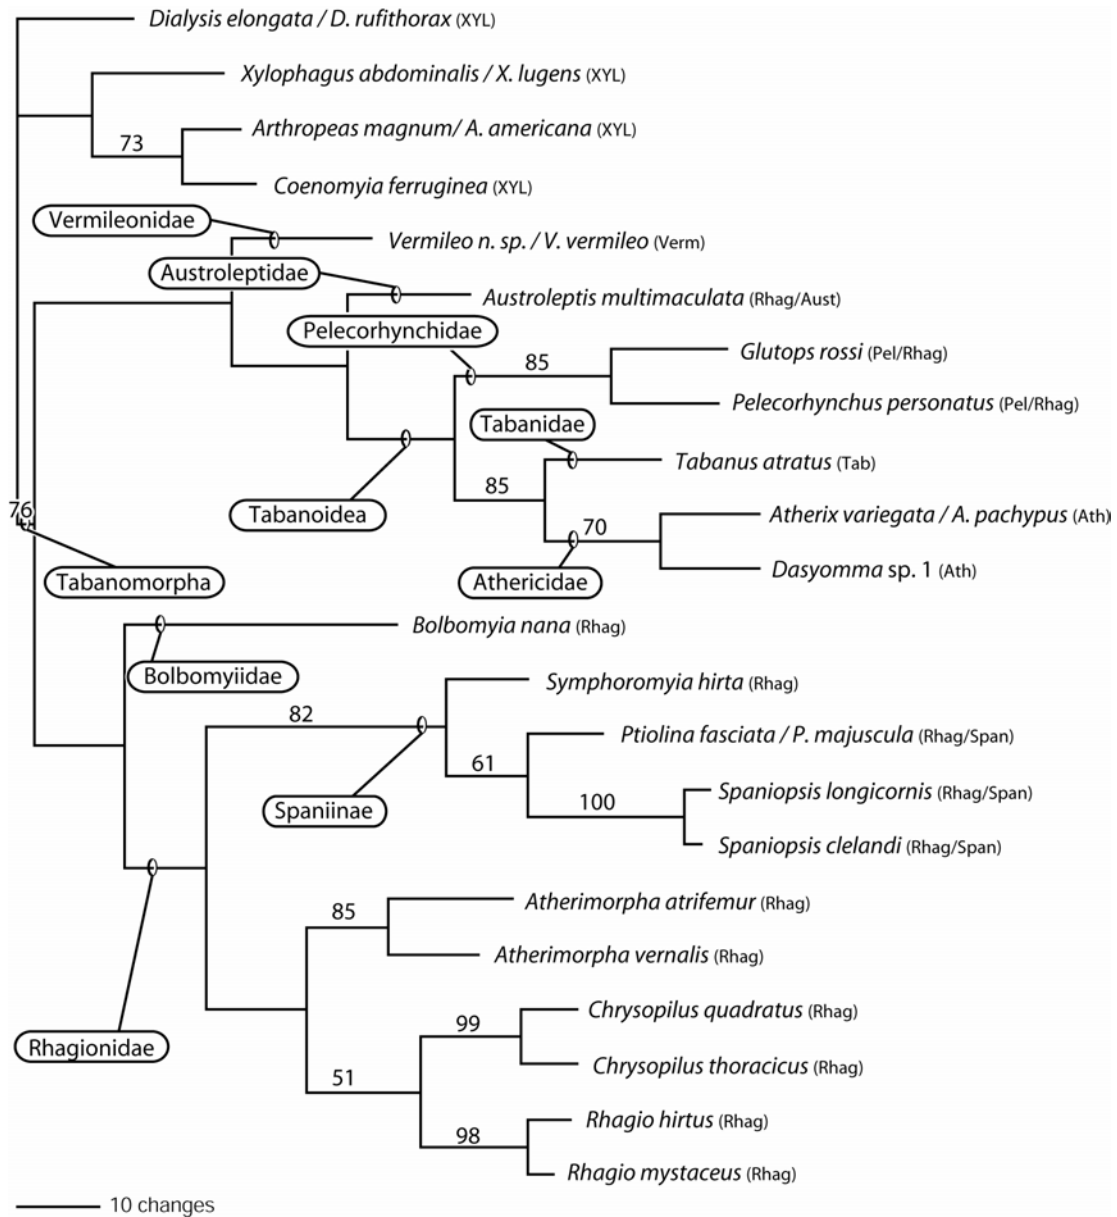 Dialysis elongata / D. rufithorax (XYL)
Xylophagus abdominalis / X. lugens (XYL)
Arthropeas magnum/ A. americana (XYL)
73
Coenomyia ferruginea (XYL)
Vermileonidae
Vermileo n. sp. / V. vermileo (Verm)
Austroleptidae
Austroleptis multimaculata (Rhag/Aust)
Pelecorhynchidae
85
Glutops rossi (Pel/Rhag)
Pelecorhynchus personatus (Pel/Rhag)
Tabanidae
Tabanus atratus (Tab)
85
76
Tabanoidea
70
Atherix variegata / A. pachypus (Ath)
Tabanomorpha
Athericidae
Dasyomma sp. 1 (Ath)
Bolbomyia nana (Rhag)
Bolbomyiidae
Symphoromyia hirta (Rhag)
82
Ptiolina fasciata / P. majuscula (Rhag/Span)
61
Spaniinae
100
Spaniopsis longicornis (Rhag/Span)
Spaniopsis clelandi (Rhag/Span)
85
Atherimorpha atrifemur (Rhag)
Atherimorpha vernalis (Rhag)
Rhagionidae
99
Chrysopilus quadratus (Rhag)
Chrysopilus thoracicus (Rhag)
51
Rhagio hirtus (Rhag)
98
Rhagio mystaceus (Rhag)
10 changes